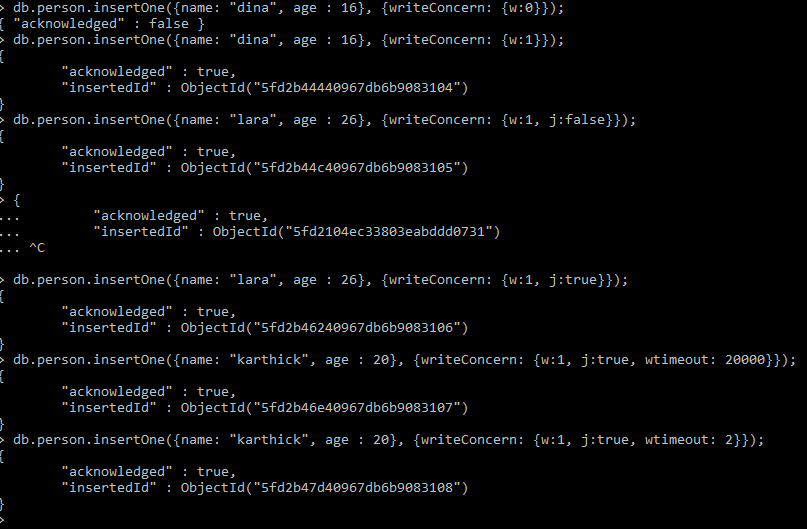 > db.person.insertOne({name: "dina", age : 16}, {writeConcern: {w:0}});
{ "acknowledged" : false }
> db.person.insertOne({name: "dina", age : 16}, {writeConcern: {w:1}});
{
        "acknowledged" : true,
        "insertedId" : ObjectId("5fd2b44440967db6b9083104")
}
> db.person.insertOne({name: "lara", age : 26}, {writeConcern: {w:1, j:false}});
{
        "acknowledged" : true,
        "insertedId" : ObjectId("5fd2b44c40967db6b9083105")
}
> {
...         "acknowledged" : true,
...         "insertedId" : ObjectId("5fd2104ec33803eabddd0731")
... ^C
> db.person.insertOne({name: "lara", age : 26}, {writeConcern: {w:1, j:true}});
{
        "acknowledged" : true,
        "insertedId" : ObjectId("5fd2b46240967db6b9083106")
}
> db.person.insertOne({name: "karthick", age : 20}, {writeConcern: {w:1, j:true, wtimeout: 20000}});
{
        "acknowledged" : true,
        "insertedId" : ObjectId("5fd2b46e40967db6b9083107")
}
> db.person.insertOne({name: "karthick", age : 20}, {writeConcern: {w:1, j:true, wtimeout: 2}});
{
        "acknowledged" : true,
        "insertedId" : ObjectId("5fd2b47d40967db6b9083108")
}
>